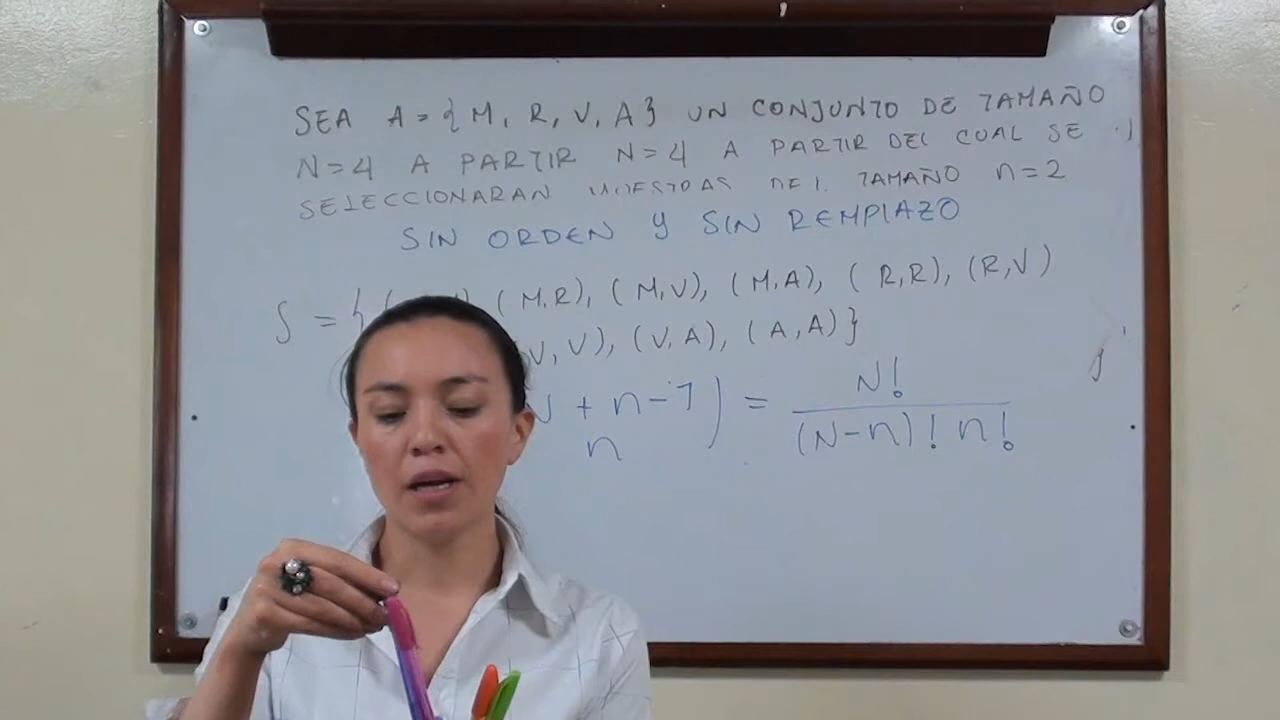 SEA A = { M, R, V, A } UN CONJUNTO DE TAMAÑO
N=4 A PARTIR N=4 A PARTIR DEL CUAL SE
SELECCIONARAN DEL TAMAÑO n=2
SIN ORDEN Y SIN REMPLAZO
S = { (M,R), (M,V), (M,A), (R,R), (R,V)
V,V), (V,A), (A,A) }
+ n-1 ) = N! / (N-n)! n!
n